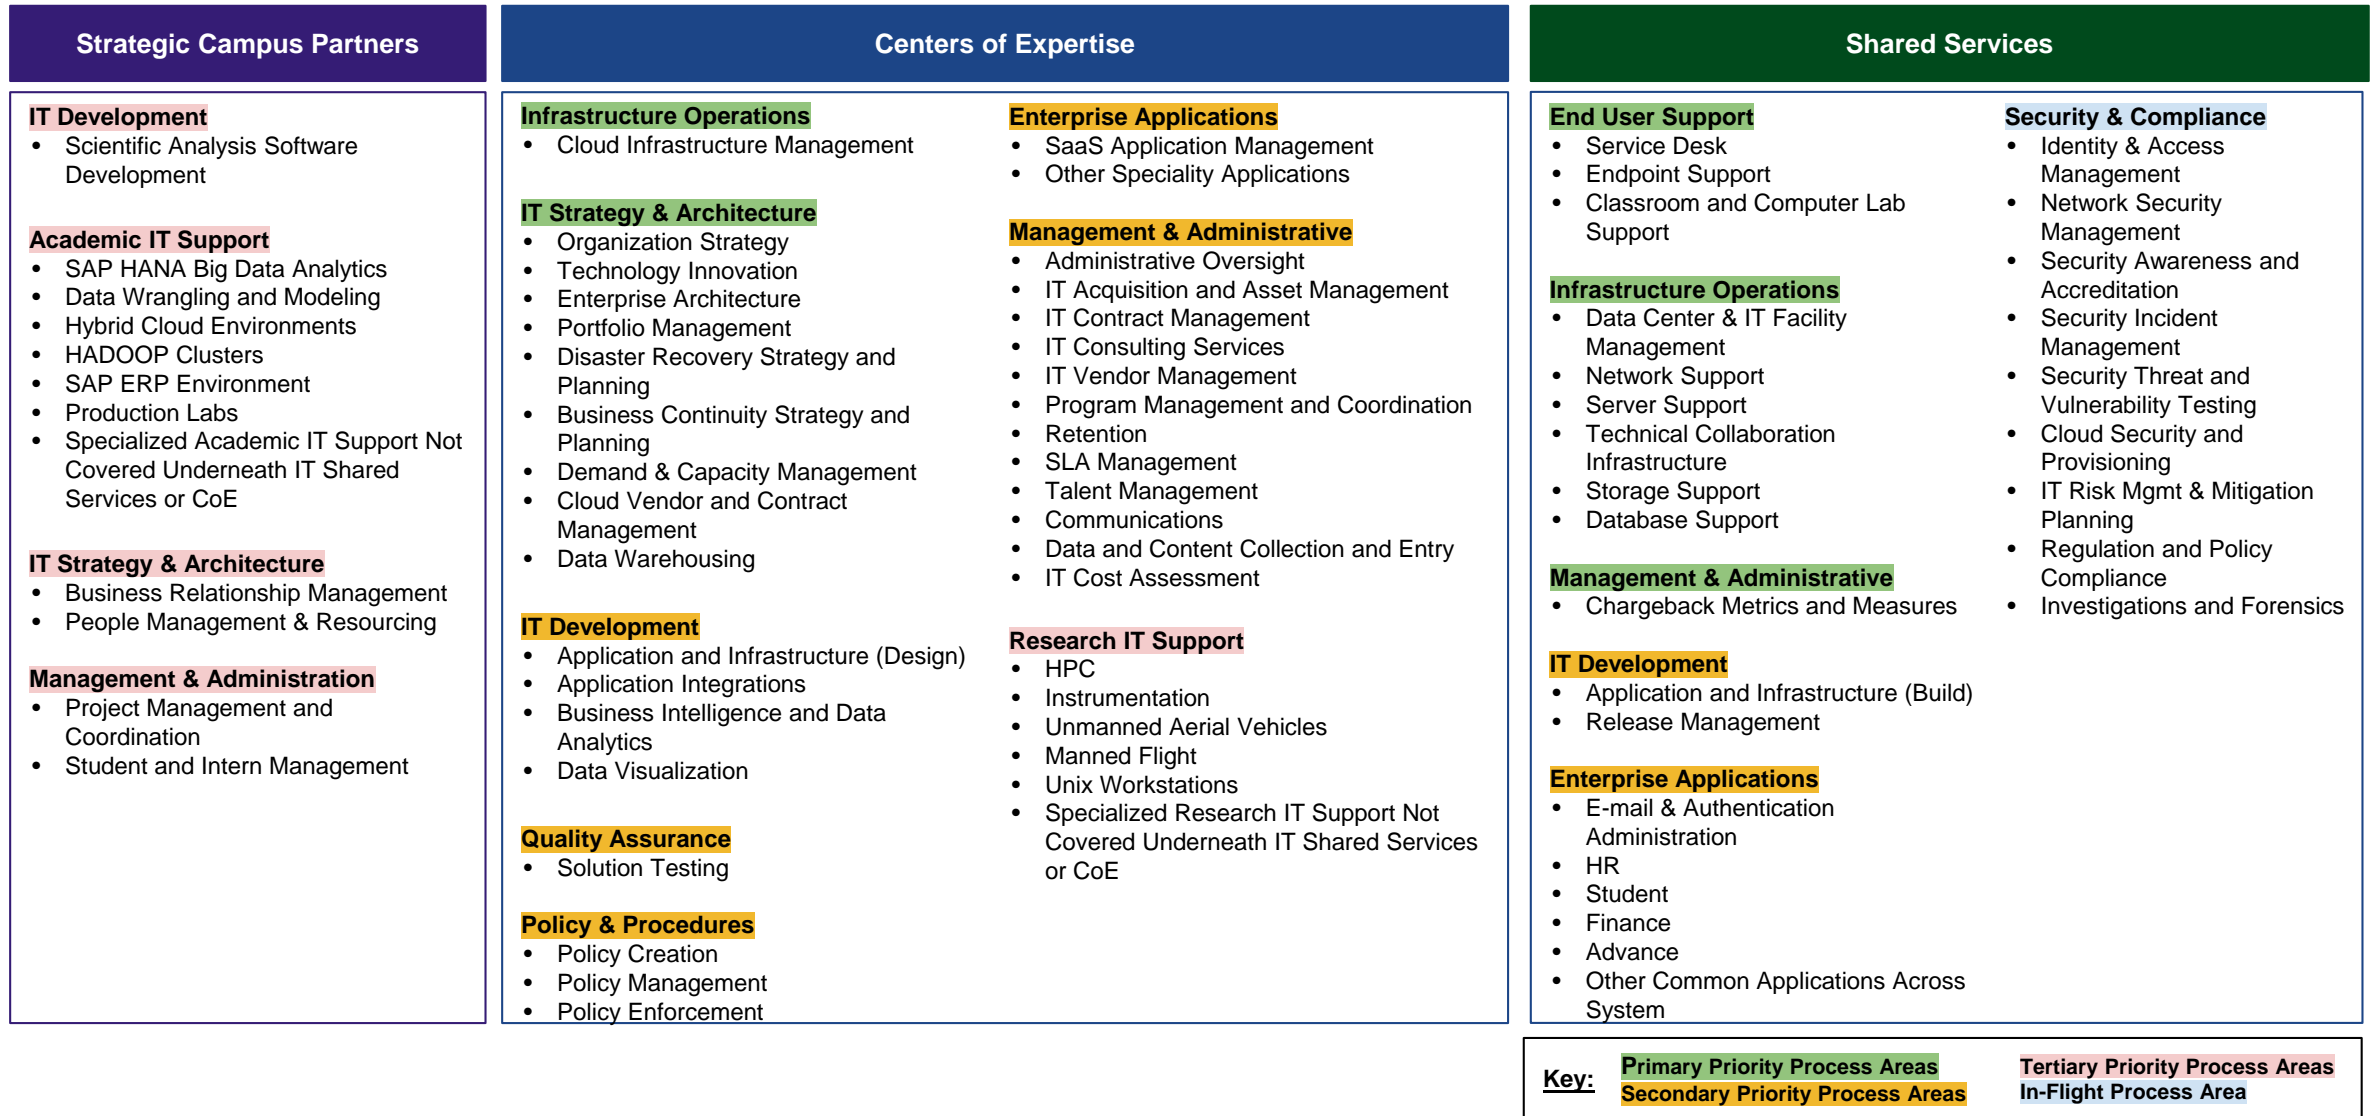 Strategic Campus Partners
IT Development
• Scientific Analysis Software
Development
Academic IT Support
• SAP HANA Big Data Analytics
• Data Wrangling and Modeling
• Hybrid Cloud Environments
• HADOOP Clusters
• SAP ERP Environment
• Production Labs
• Specialized Academic IT Support Not
Covered Underneath IT Shared
Services or CoE
IT Strategy & Architecture
• Business Relationship Management
• People Management & Resourcing
Management & Administration
• Project Management and
Coordination
• Student and Intern Management
Centers of Expertise
Infrastructure Operations
• Cloud Infrastructure Management
IT Strategy & Architecture
• Organization Strategy
• Technology Innovation
• Enterprise Architecture
• Portfolio Management
• Disaster Recovery Strategy and
Planning
• Business Continuity Strategy and
Planning
• Demand & Capacity Management
• Cloud Vendor and Contract
Management
• Data Warehousing
IT Development
• Application and Infrastructure (Design)
• Application Integrations
• Business Intelligence and Data
Analytics
• Data Visualization
Quality Assurance
• Solution Testing
Policy & Procedures
• Policy Creation
• Policy Management
• Policy Enforcement
Enterprise Applications
• SaaS Application Management
• Other Speciality Applications
Management & Administrative
• Administrative Oversight
• IT Acquisition and Asset Management
• IT Contract Management
• IT Consulting Services
• IT Vendor Management
• Program Management and Coordination
• Retention
• SLA Management
• Talent Management
• Communications
• Data and Content Collection and Entry
• IT Cost Assessment
Research IT Support
• HPC
• Instrumentation
• Unmanned Aerial Vehicles
• Manned Flight
• Unix Workstations
• Specialized Research IT Support Not
Covered Underneath IT Shared Services
or CoE
Shared Services
End User Support
• Service Desk
• Endpoint Support
• Classroom and Computer Lab
Support
Infrastructure Operations
• Data Center & IT Facility
Management
• Network Support
• Server Support
• Technical Collaboration
Infrastructure
• Storage Support
• Database Support
Management & Administrative
• Chargeback Metrics and Measures
IT Development
• Application and Infrastructure (Build)
• Release Management
Enterprise Applications
• E-mail & Authentication
Administration
• HR
• Student
• Finance
• Advance
• Other Common Applications Across
System
Security & Compliance
• Identity & Access
Management
• Network Security
Management
• Security Awareness and
Accreditation
• Security Incident
Management
• Security Threat and
Vulnerability Testing
• Cloud Security and
Provisioning
• IT Risk Mgmt & Mitigation
Planning
• Regulation and Policy
Compliance
• Investigations and Forensics
Key:
Primary Priority Process Areas
Secondary Priority Process Areas
Tertiary Priority Process Areas
In-Flight Process Area